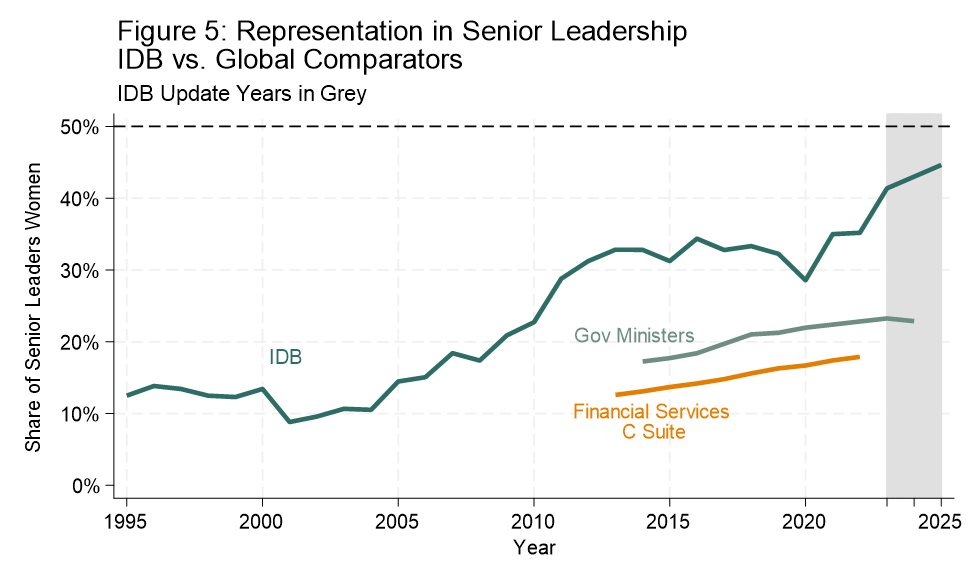 Figure 5: Representation in Senior Leadership
IDB vs. Global Comparators
IDB Update Years in Grey
Share of Senior Leaders Women
50%
40%
30%
20%
10%
0%
IDB
Gov Ministers
Financial Services
C Suite
1995
2000
2005
2010
2015
2020
2025
Year